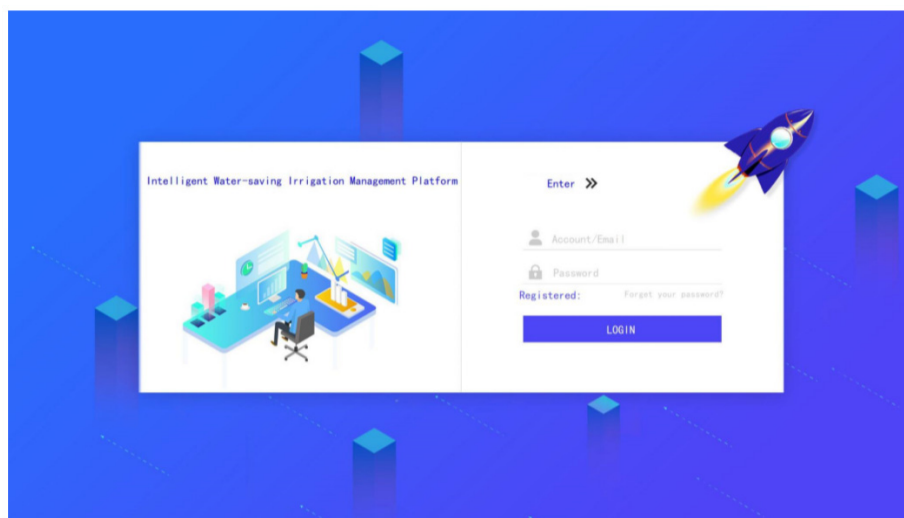 Intelligent Water-saving Irrigation Management Platform
Enter
Account/Email
Password
Registered: Forgot your password?
LOGIN